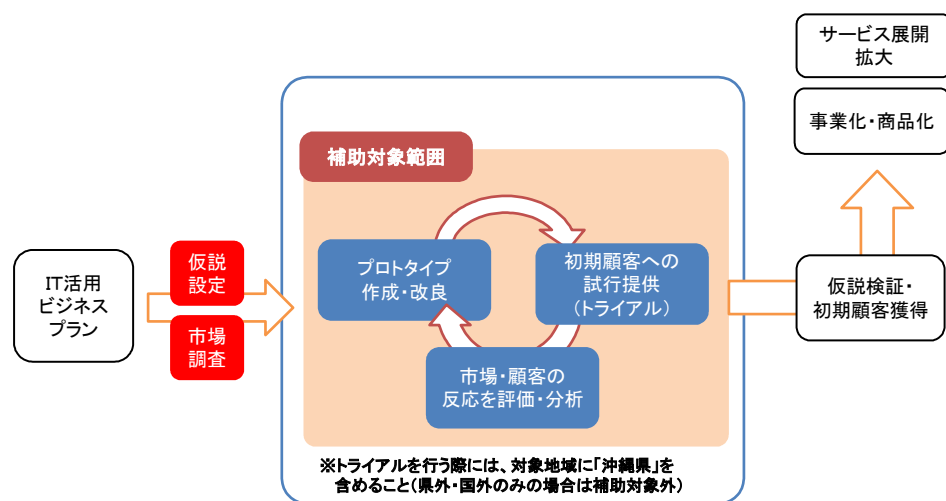 IT活用
ビジネス
プラン
仮説
設定
市場
調査
補助対象範囲
プロトタイプ
作成・改良
初期顧客への
試行提供
(トライアル)
市場・顧客の
反応を評価・分析
※トライアルを行う際には、対象地域に「沖縄県」を
含めること(県外・国外のみの場合は補助対象外)
仮説検証・
初期顧客獲得
事業化・商品化
サービス展開
拡大